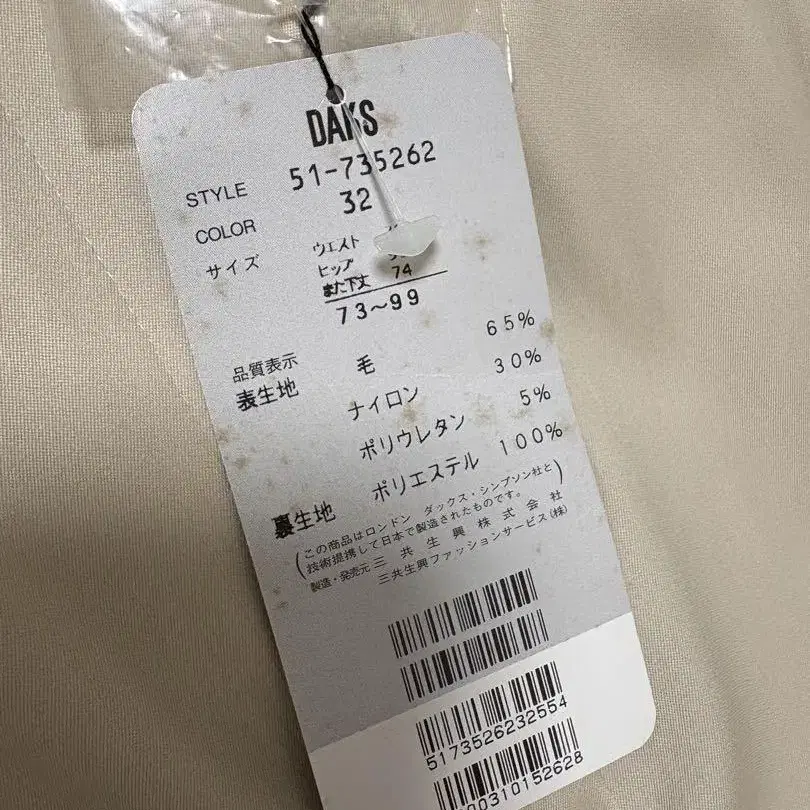 DAKS
STYLE 51-735262
COLOR 32
サイズ ウエスト
ヒップ
また下丈 74
73~99
品質表示
表生地 毛 65%
ナイロン 30%
ポリウレタン 5%
裏生地 ポリエステル 100%
(この商品はロンドン ダックス・シンプソン社と
技術提携して日本で製造されたものです。)
製造・発売元 三共生興株式会社
三共生興ファッションサービス(株)
5173526232554
00310152628